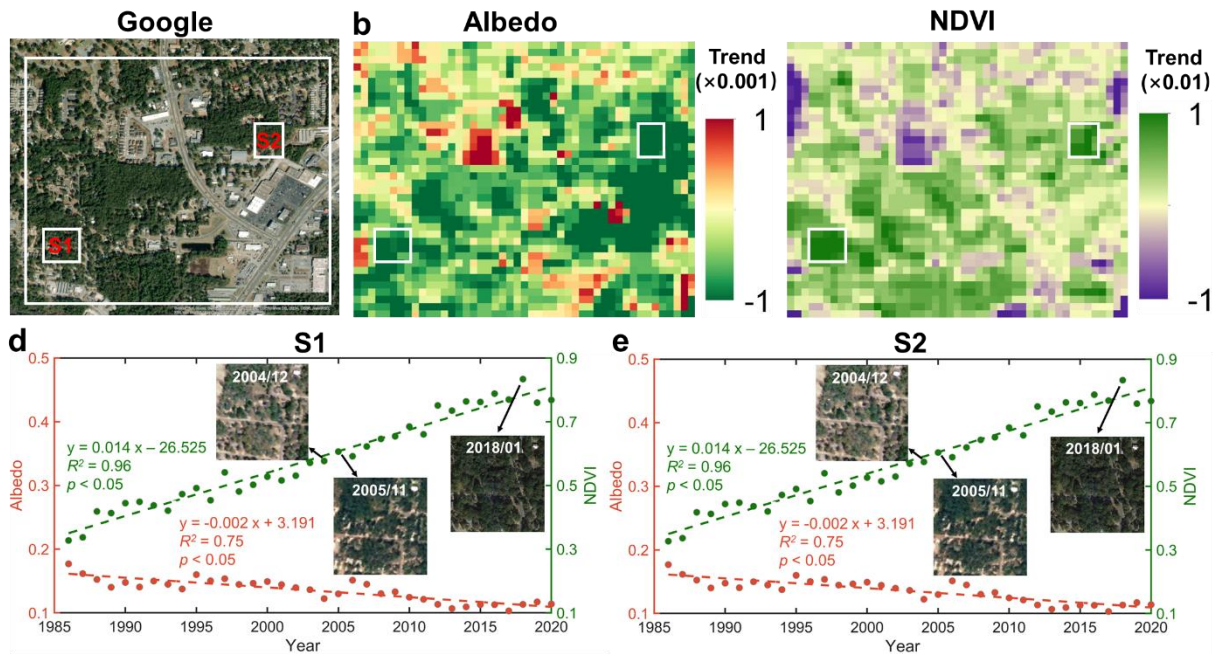 Google
b
Albedo
NDVI
Trend
(×0.001)
1
-1
Trend
(×0.01)
1
-1
S1
S2
d
S1
0.5
0.4
0.3
0.2
0.1
Albedo
0.9
0.7
0.5
0.3
0.1
NDVI
1985
1990
1995
2000
2005
2010
2015
2020
Year
2004/12
2005/11
2018/01
y = 0.014 x – 26.525
R² = 0.96
p < 0.05
y = -0.002 x + 3.191
R² = 0.75
p < 0.05
e
S2
0.5
0.4
0.3
0.2
0.1
Albedo
0.9
0.7
0.5
0.3
0.1
NDVI
1985
1990
1995
2000
2005
2010
2015
2020
Year
2004/12
2005/11
2018/01
y = 0.014 x – 26.525
R² = 0.96
p < 0.05
y = -0.002 x + 3.191
R² = 0.75
p < 0.05